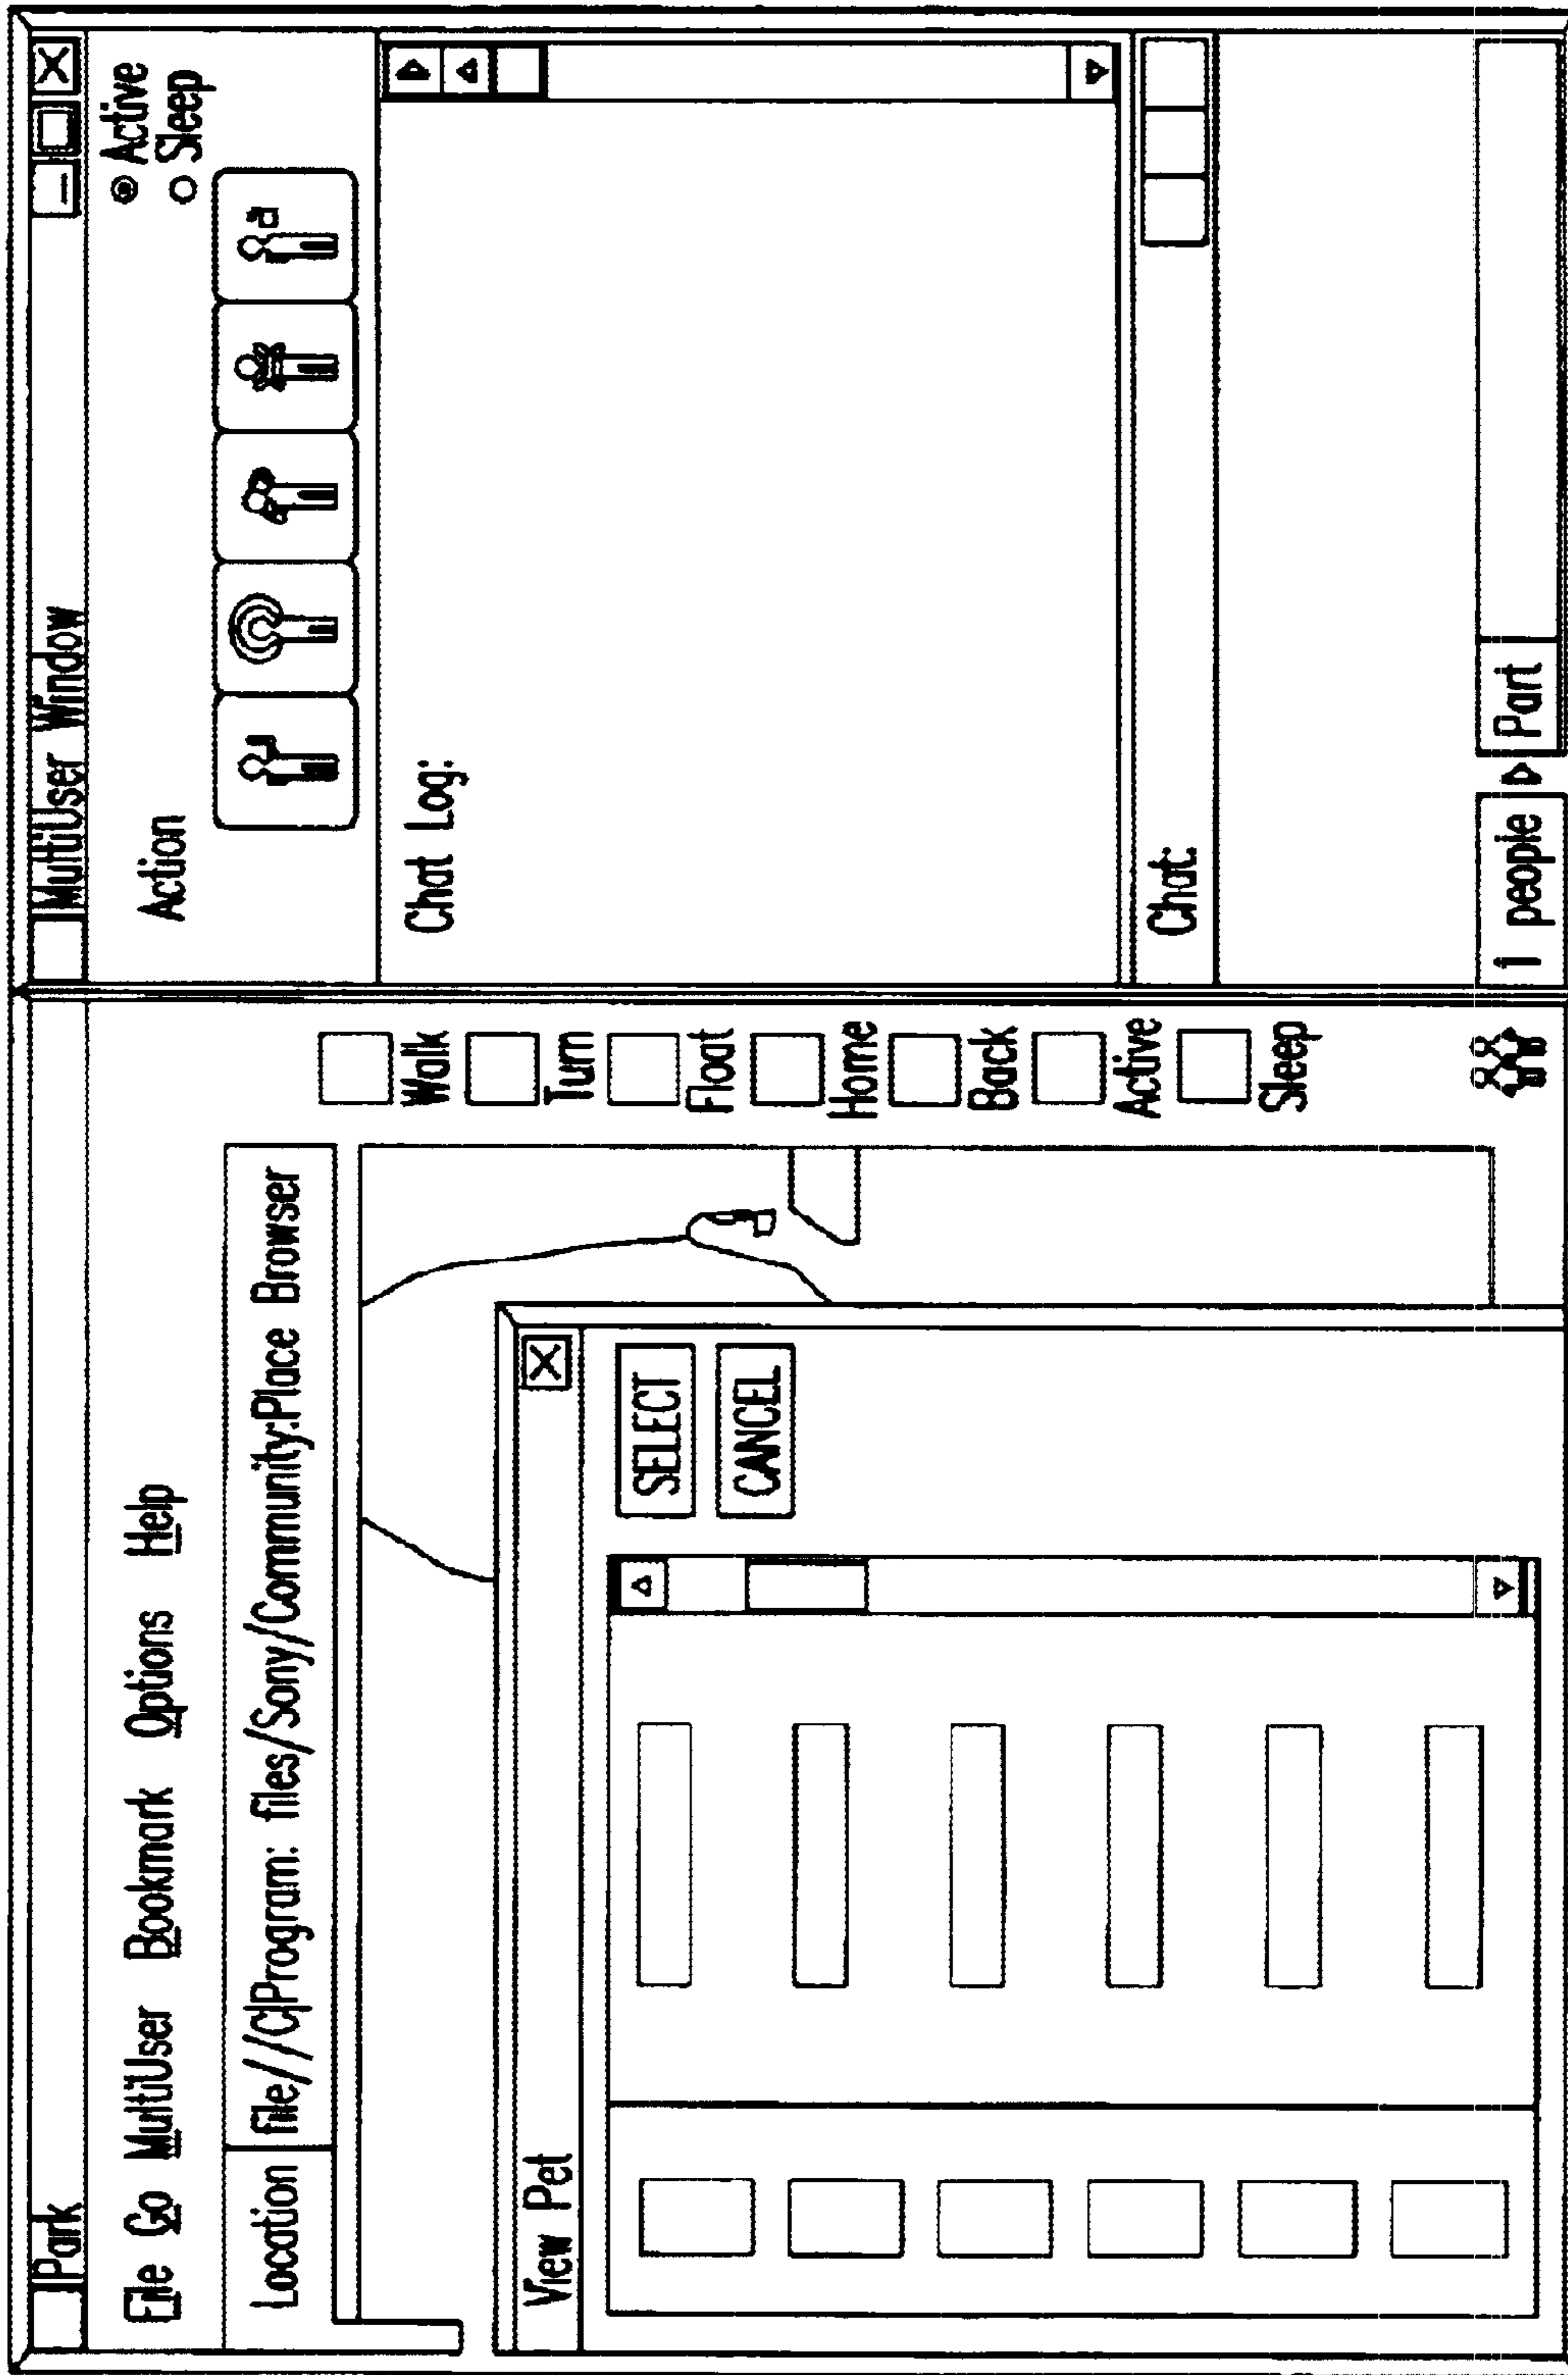 Park
File Go MultiUser Bookmark Options Help
Location file//C|Program: files/Sony/Community:Place Browser
Walk
Turn
Float
Home
Back
Active
Sleep
View Pet
SELECT
CANCEL
MultiUser Window
Action
Active
Sleep
Chat Log:
Chat:
1 people Part